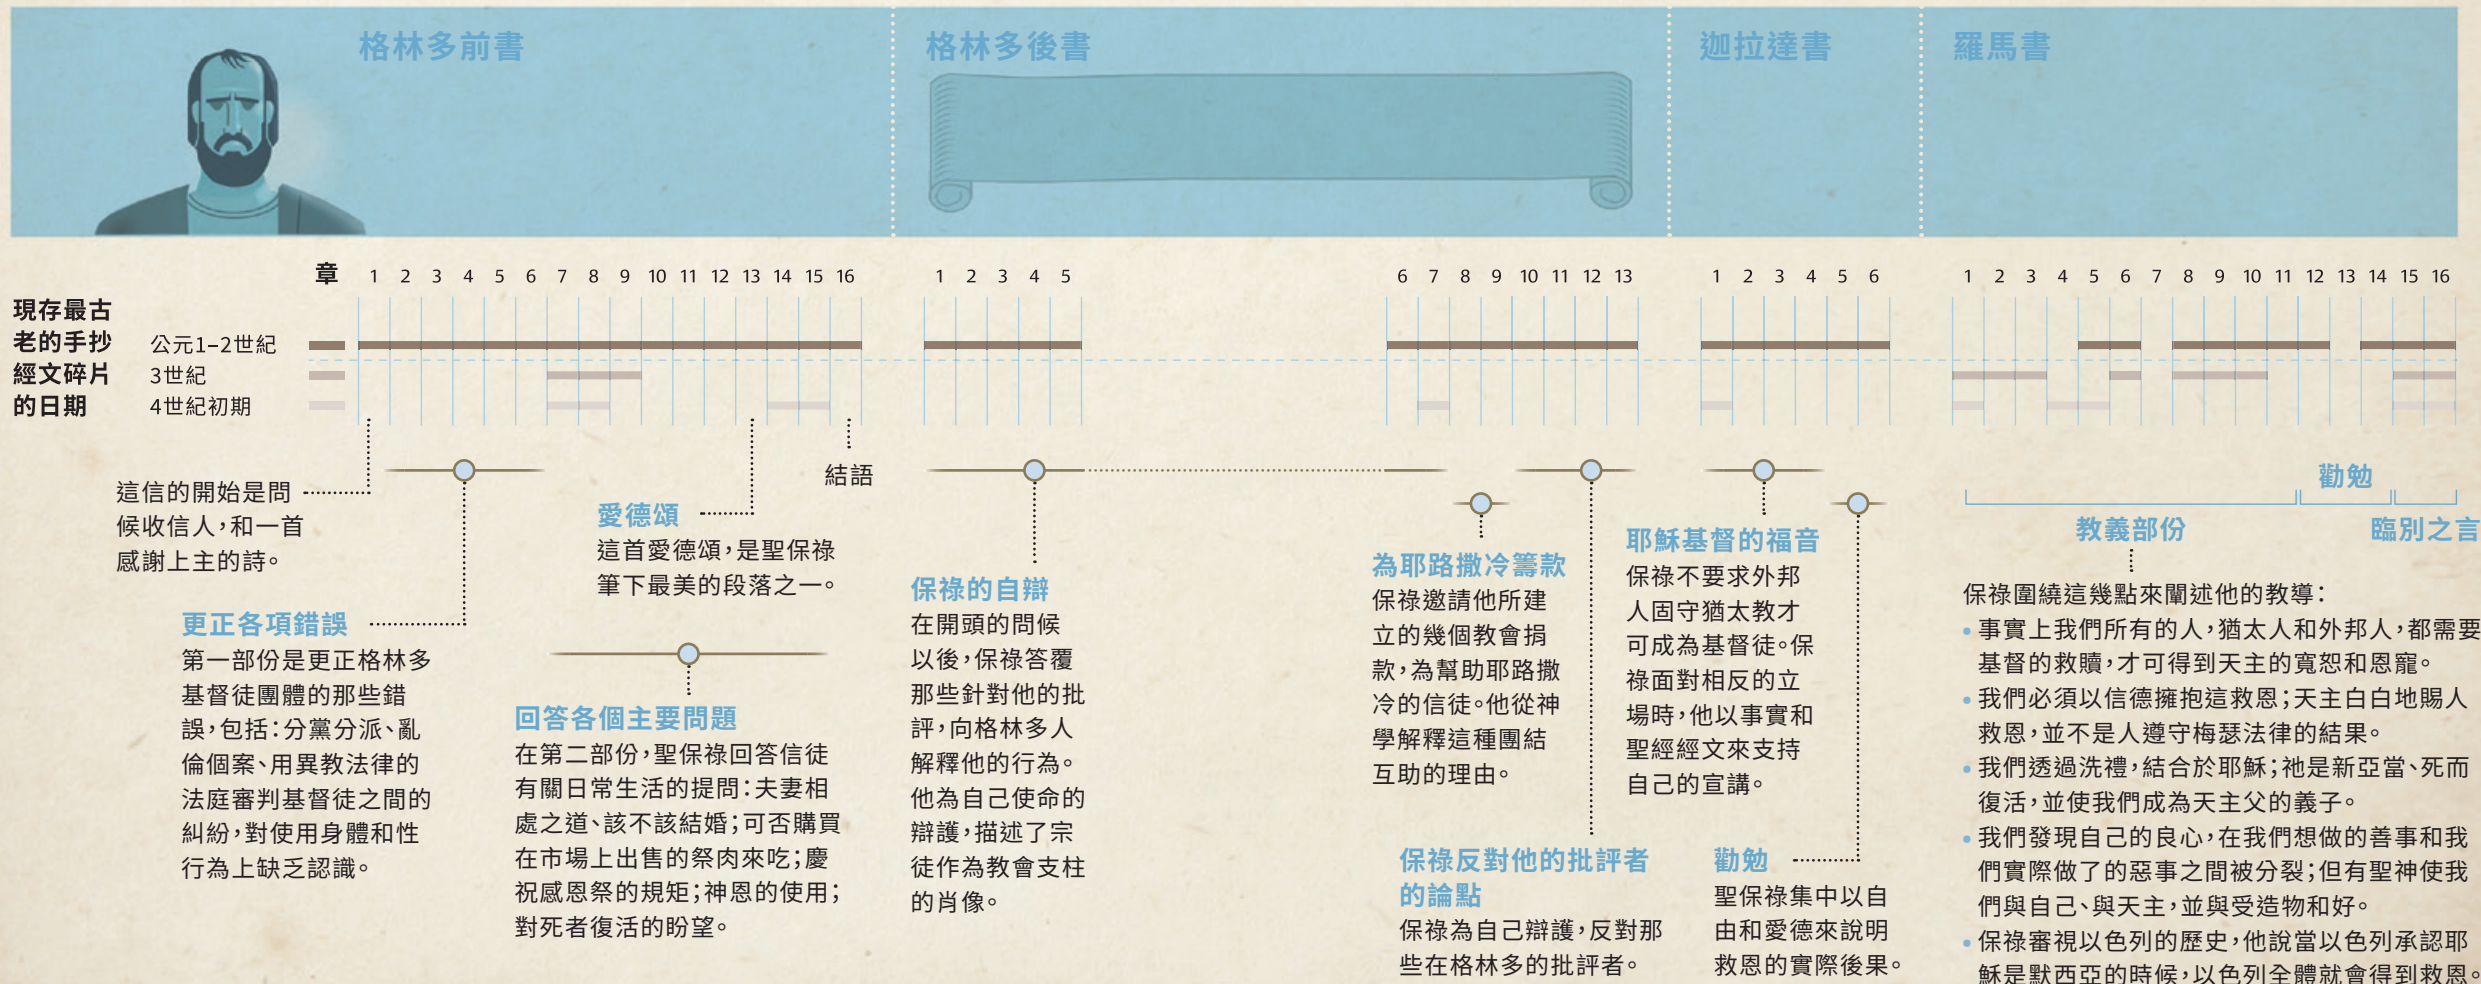 格林多前書
格林多後書
迦拉達書
羅馬書
章 1 2 3 4 5 6 7 8 9 10 11 12 13 14 15 16
1 2 3 4 5
6 7 8 9 10 11 12 13
1 2 3 4 5 6
1 2 3 4 5 6 7 8 9 10 11 12 13 14 15 16
現存最古
老的手抄
經文碎片
的日期
公元1–2世紀
3世紀
4世紀初期
這信的開始是問
候收信人，和一首
感謝上主的詩。
更正各項錯誤
第一部份是更正格林多
基督徒團體的那些錯
誤，包括：分黨分派、亂
倫個案、用異教法律的
法庭審判基督徒之間的
糾紛，對使用身體和性
行為上缺乏認識。
愛德頌
這首愛德頌，是聖保祿
筆下最美的段落之一。
結語
回答各個主要問題
在第二部份，聖保祿回答信徒
有關日常生活的提問：夫妻相
處之道、該不該結婚；可否購買
在市場上出售的祭肉來吃；慶
祝感恩祭的規矩；神恩的使用；
對死者復活的盼望。
保祿的自辯
在開頭的問候
以後，保祿答覆
那些針對他的批
評，向格林多人
解釋他的行為。
他為自己使命的
辯護，描述了宗
徒作為教會支柱
的肖像。
為耶路撒冷籌款
保祿邀請他所建
立的幾個教會捐
款，為幫助耶路撒
冷的信徒。他從神
學解釋這種團結
互助的理由。
保祿反對他的批評者
的論點
保祿為自己辯護，反對那
些在格林多的批評者。
耶穌基督的福音
保祿不要求外邦
人固守猶太教才
可成為基督徒。保
祿面對相反的立
場時，他以事實和
聖經經文來支持
自己的宣講。
勸勉
聖保祿集中以自
由和愛德來說明
救恩的實際後果。
勸勉
教義部份
臨別之言
保祿圍繞這幾點來闡述他的教導：
• 事實上我們所有的人，猶太人和外邦人，都需要
基督的救贖，才可得到天主的寬恕和恩寵。
• 我們必須以信德擁抱這救恩；天主白白地賜人
救恩，並不是人遵守梅瑟法律的結果。
• 我們透過洗禮，結合於耶穌；祂是新亞當、死而
復活，並使我們成為天主父的義子。
• 我們發現自己的良心，在我們想做的善事和我
們實際做了的惡事之間被分裂；但有聖神使我
們與自己、與天主，並與受造物和好。
• 保祿審視以色列的歷史，他說當以色列承認耶
穌是默西亞的時候，以色列全體就會得到救恩。